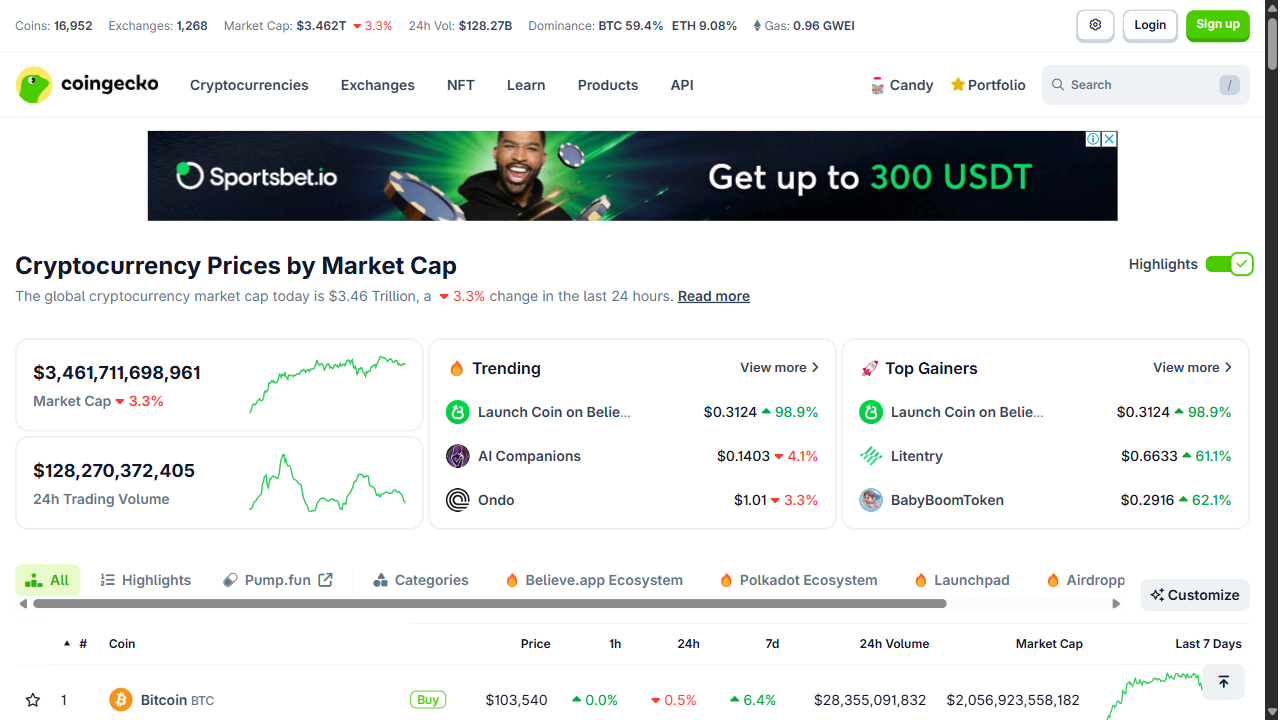 Coins: 16,952 Exchanges: 1,268 Market Cap: $3.462T 3.3% 24h Vol: $128.27B Dominance: BTC 59.4% ETH 9.08% Gas: 0.96 GWEI Login Sign up
coingecko Cryptocurrencies Exchanges NFT Learn Products API Candy Portfolio Search /
Sportsbet.io Get up to 300 USDT
Cryptocurrency Prices by Market Cap Highlights
The global cryptocurrency market cap today is $3.46 Trillion, a 3.3% change in the last 24 hours. Read more
$3,461,711,698,961
Market Cap 3.3%
$128,270,372,405
24h Trading Volume
Trending View more
Launch Coin on Belie... $0.3124 98.9%
AI Companions $0.1403 4.1%
Ondo $1.01 3.3%
Top Gainers View more
Launch Coin on Belie... $0.3124 98.9%
Litentry $0.6633 61.1%
BabyBoomToken $0.2916 62.1%
All Highlights Pump.fun Categories Believe.app Ecosystem Polkadot Ecosystem Launchpad Airdropp Customize
# Coin Price 1h 24h 7d 24h Volume Market Cap Last 7 Days
1 Bitcoin BTC Buy $103,540 0.0% 0.5% 6.4% $28,355,091,832 $2,056,923,558,182